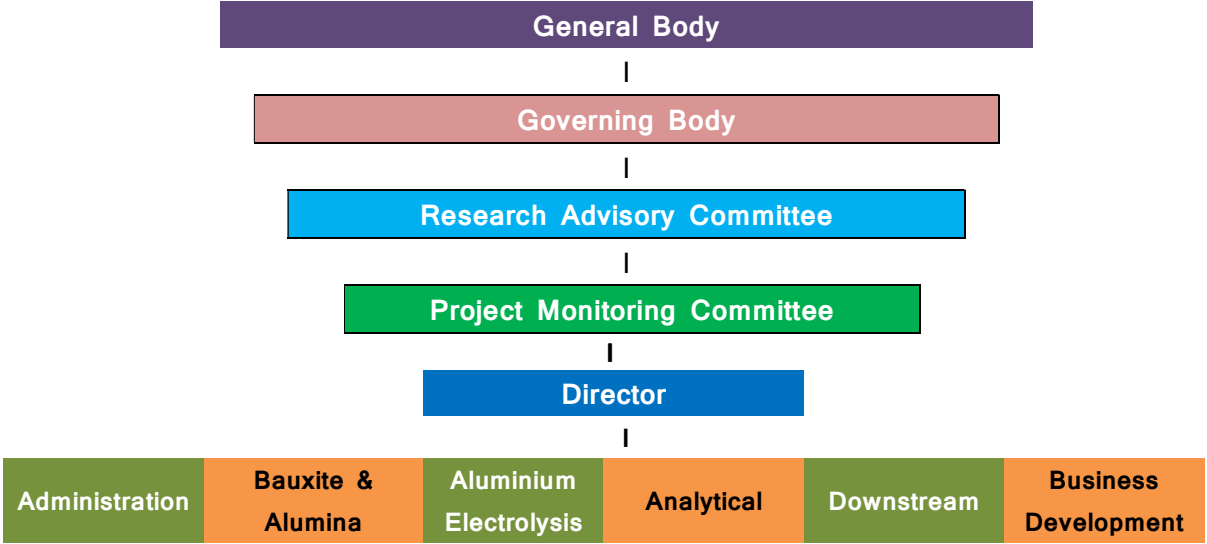 General Body
Governing Body
Research Advisory Committee
Project Monitoring Committee
Director
Administration
Bauxite &
Alumina
Aluminium
Electrolysis
Analytical
Downstream
Business
Development